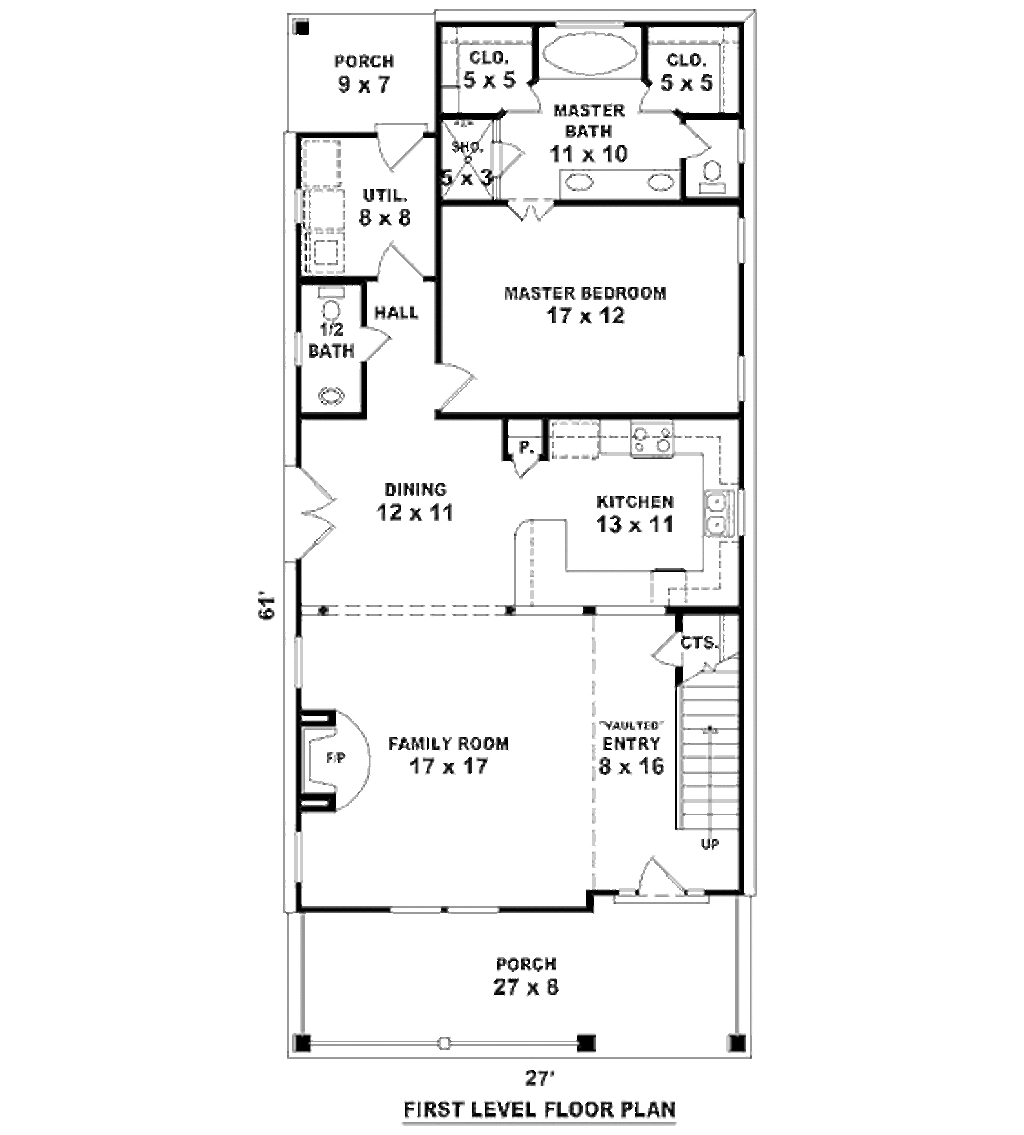 PORCH
9 x 7
CLO.
5 x 5
CLO.
5 x 5
MASTER
BATH
11 x 10
SHO.
5 x 3
UTIL.
8 x 8
MASTER BEDROOM
17 x 12
HALL
1/2
BATH
P.
DINING
12 x 11
KITCHEN
13 x 11
61'
CTS.
"VAULTED"
ENTRY
8 x 16
FAMILY ROOM
17 x 17
F/P
UP
PORCH
27 x 8
27'
FIRST LEVEL FLOOR PLAN